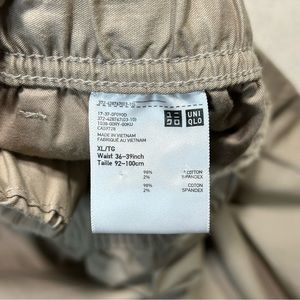 UNI
QLO
MADE IN VIETNAM
FABRIQUÉ AU VIETNAM
XL/TG
Waist 36-39inch
Taille 92-100cm
98% COTTON
2% SPANDEX
98% COTON
2% SPANDEX